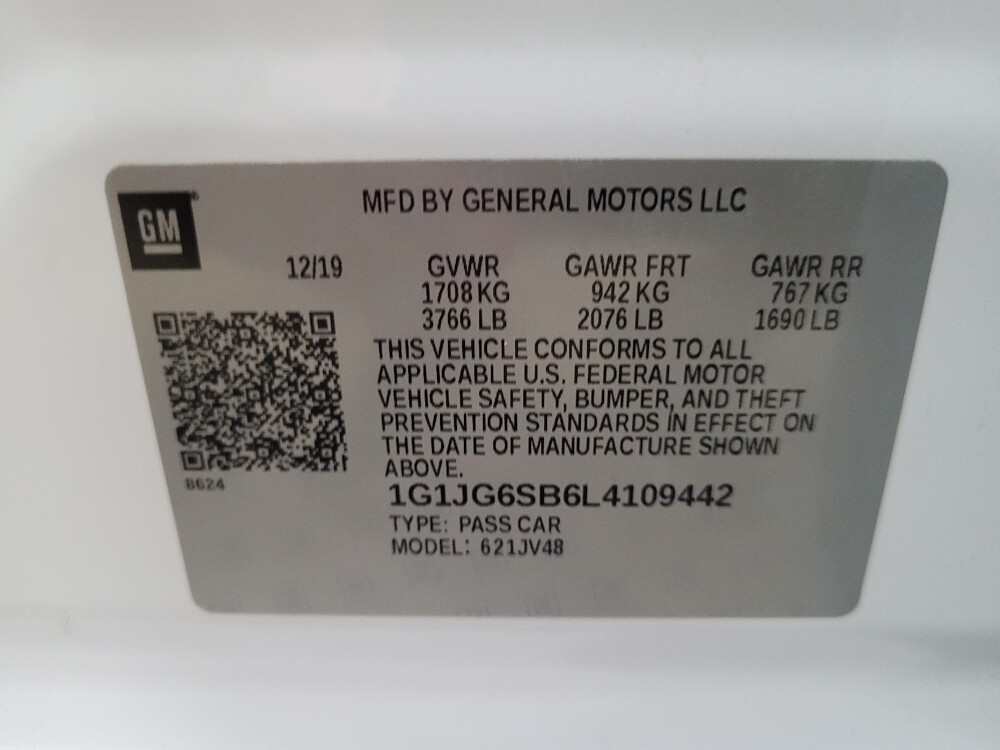 GM
MFD BY GENERAL MOTORS LLC
12/19 GVWR GAWR FRT GAWR RR
1708 KG 942 KG 767 KG
3766 LB 2076 LB 1690 LB
THIS VEHICLE CONFORMS TO ALL
APPLICABLE U.S. FEDERAL MOTOR
VEHICLE SAFETY, BUMPER, AND THEFT
PREVENTION STANDARDS IN EFFECT ON
THE DATE OF MANUFACTURE SHOWN
ABOVE.
8624
1G1JG6SB6L4109442
TYPE: PASS CAR
MODEL: 621JV48